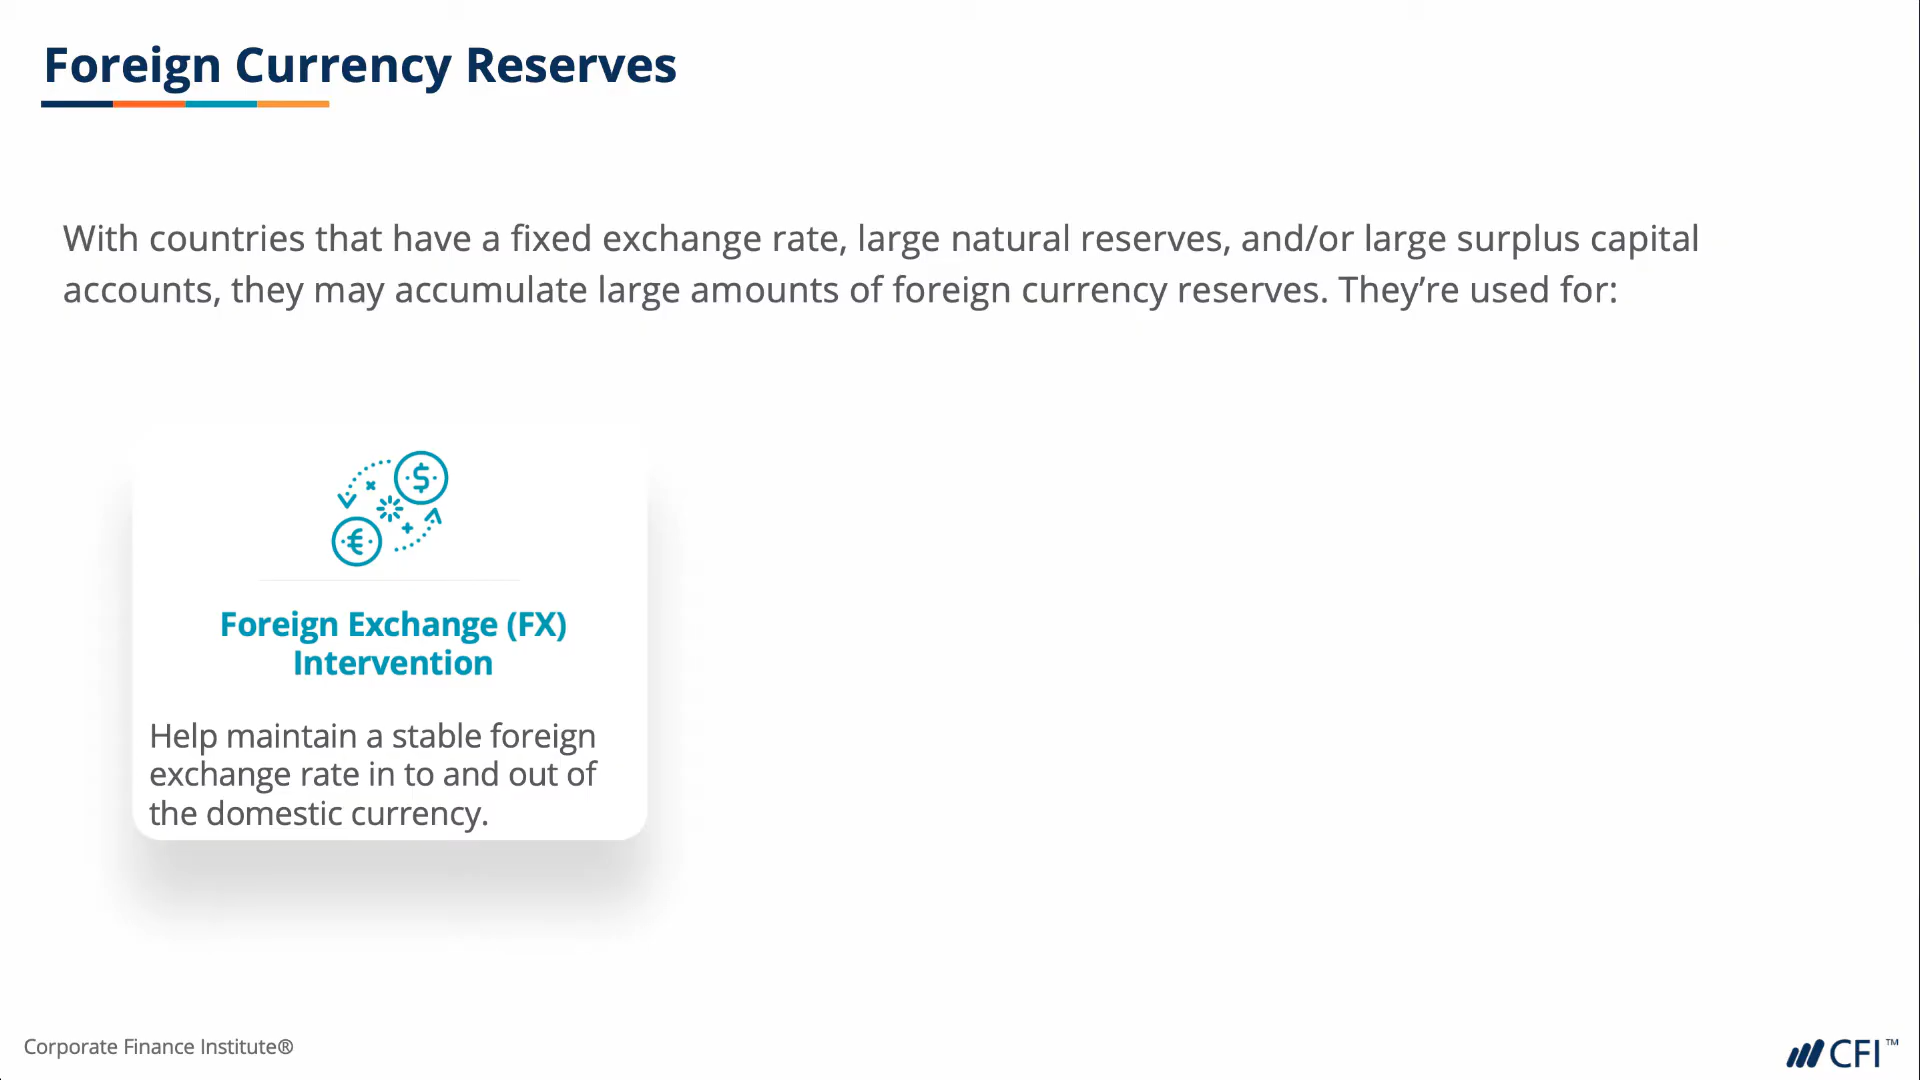 Foreign Currency Reserves
With countries that have a fixed exchange rate, large natural reserves, and/or large surplus capital
accounts, they may accumulate large amounts of foreign currency reserves. They’re used for:
$
€
Foreign Exchange (FX)
Intervention
Help maintain a stable foreign
exchange rate in to and out of
the domestic currency.
Corporate Finance Institute®
CFI™